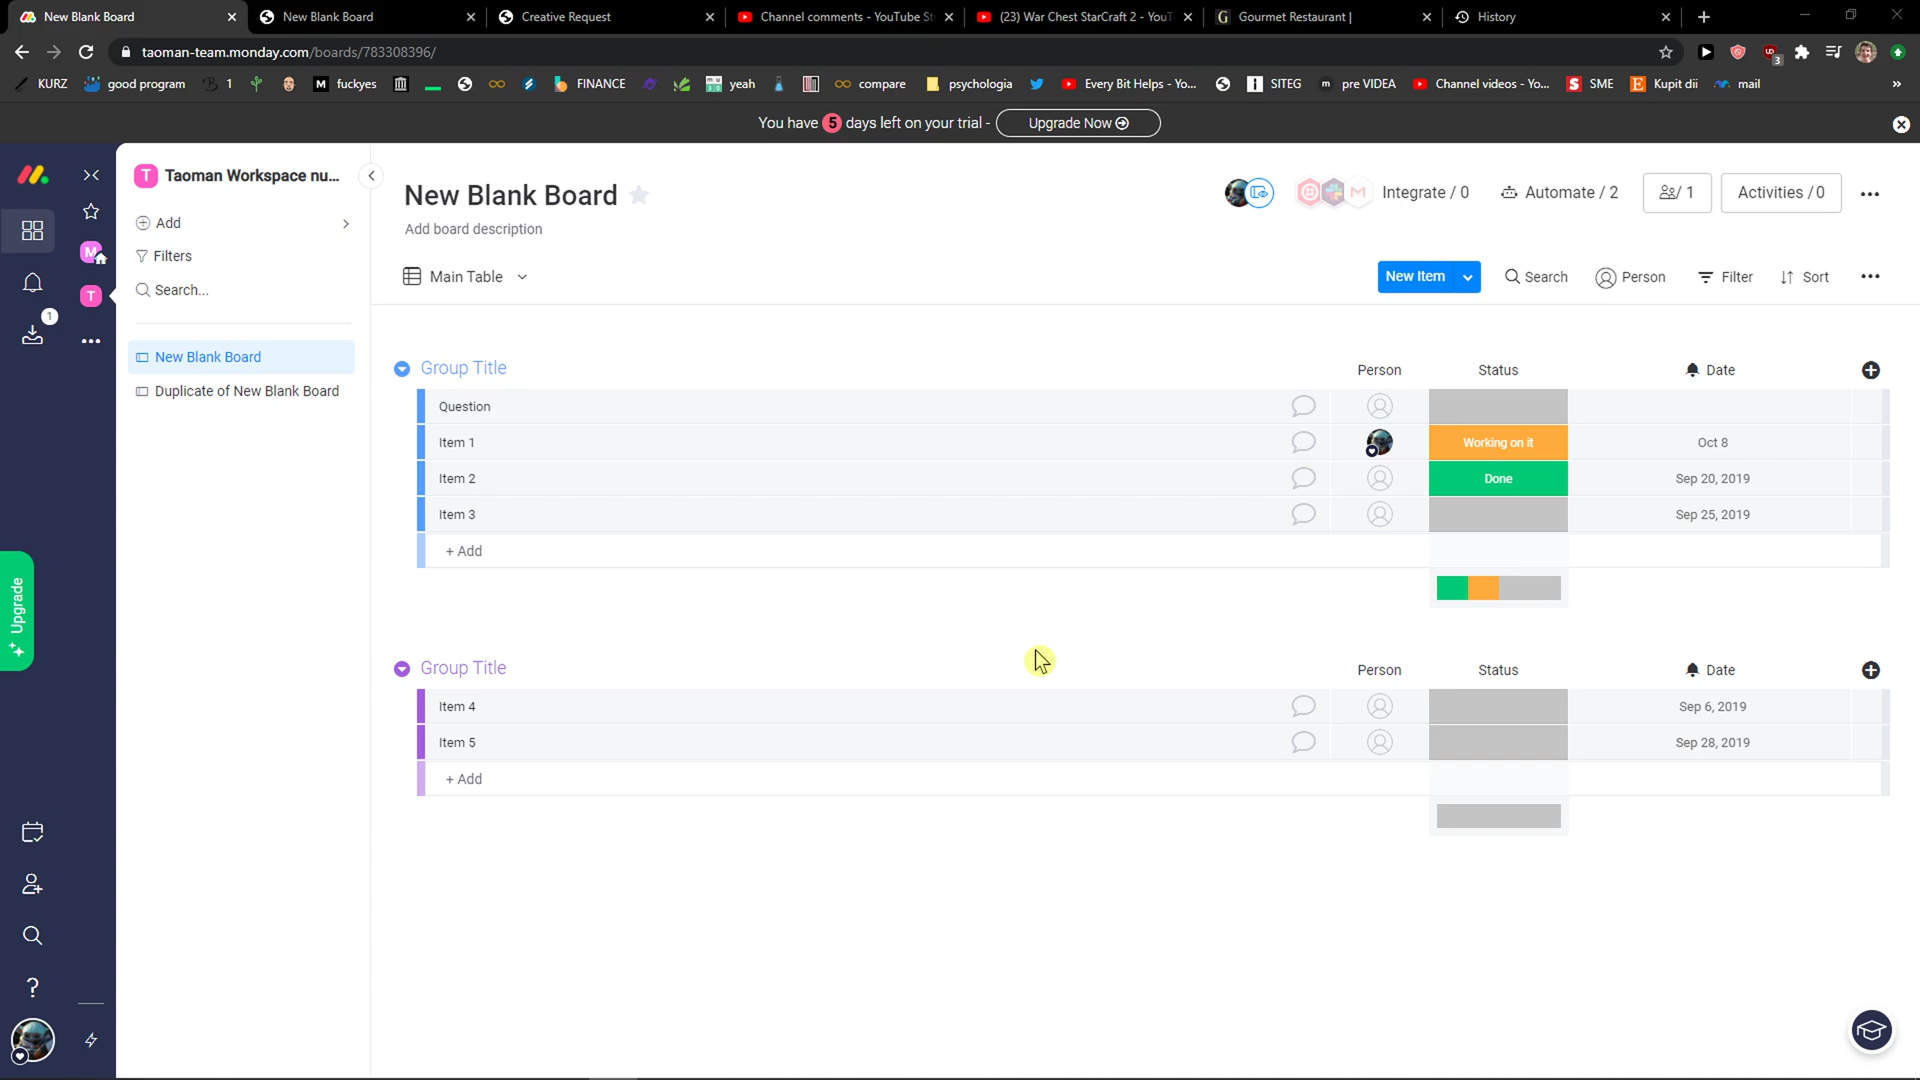 New Blank Board
New Blank Board
Creative Request
Channel comments - YouTube St
(23) War Chest StarCraft 2 - YouT
G Gourmet Restaurant |
History
taoman-team.monday.com/boards/783308396/
KURZ
good program
1
fuckyes
FINANCE
yeah
compare
psychologia
Every Bit Helps - Yo...
SITEG
pre VIDEA
Channel videos - Yo...
SME
Kupit dii
mail
You have 5 days left on your trial -
Upgrade Now
T Taoman Workspace nu...
Add
Filters
Search...
New Blank Board
Duplicate of New Blank Board
M
T
1
Upgrade
New Blank Board
Add board description
Integrate / 0
Automate / 2
/ 1
Activities / 0
Main Table
New Item
Search
Person
Filter
Sort
Group Title
Person
Status
Date
Question
Item 1
Working on it
Oct 8
Item 2
Done
Sep 20, 2019
Item 3
Sep 25, 2019
+ Add
Group Title
Person
Status
Date
Item 4
Sep 6, 2019
Item 5
Sep 28, 2019
+ Add